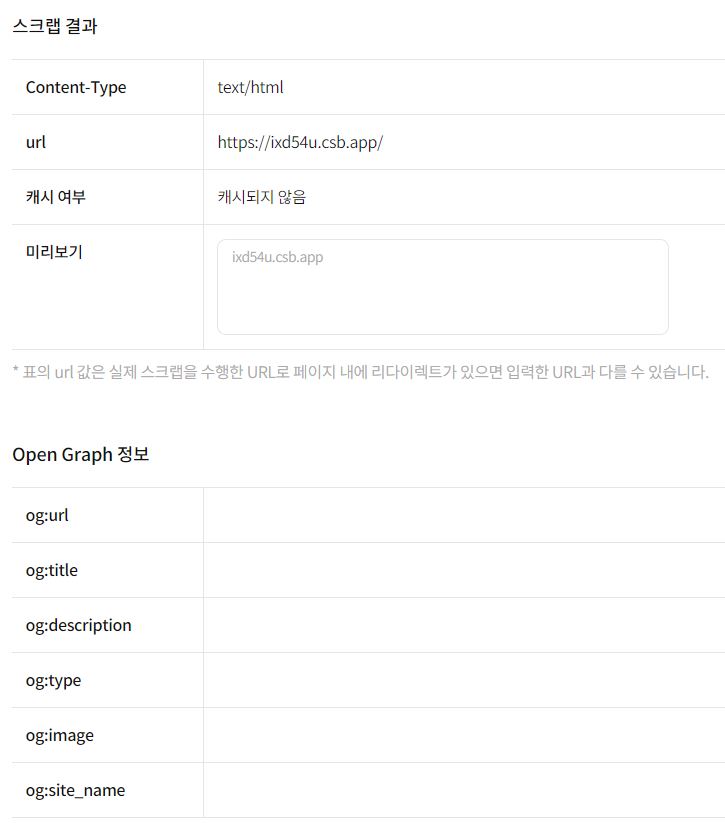 스크랩 결과
Content-Type text/html
url https://ixd54u.csb.app/
캐시 여부 캐시되지 않음
미리보기 ixd54u.csb.app
* 표의 url 값은 실제 스크랩을 수행한 URL로 페이지 내에 리다이렉트가 있으면 입력한 URL과 다를 수 있습니다.
Open Graph 정보
og:url
og:title
og:description
og:type
og:image
og:site_name